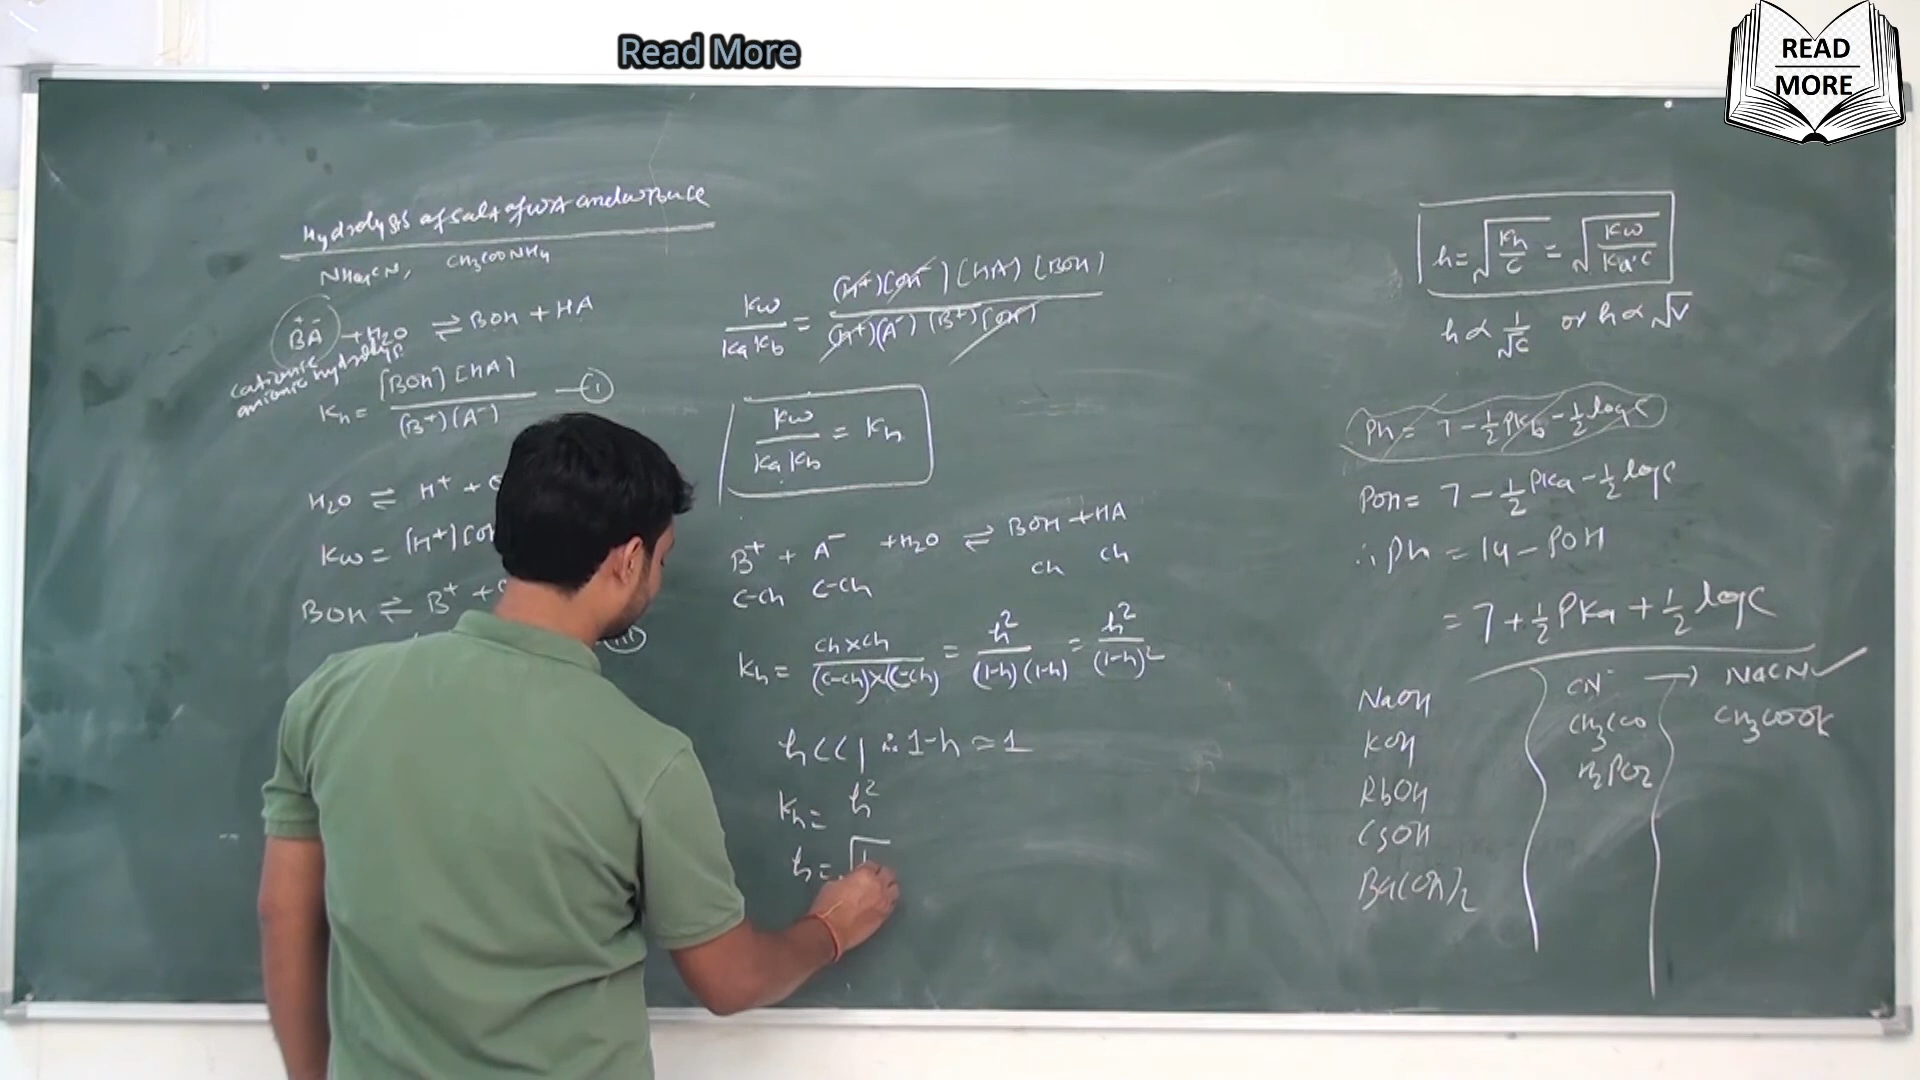 Read More
READ
MORE
Hydrolysis of salt of WA and W Base
NH4CN, CH3COONH4
B+A- + H2O ⇌ BOH + HA
cationic
anionic hydrolysis
Kh = [BOH] [HA] / (B+)(A-) —(i)
H2O ⇌ H+ +
Kw = [H+][OH
BOH ⇌ B+ +
(iii)
Kw / Ka Kb = (H+)(OH-) (HA) (BOH) / (H+)(A-) (B+) (OH-)
Kw / Ka Kb = Kh
B+ + A- + H2O ⇌ BOH + HA
C-Ch C-Ch Ch Ch
Kh = Ch×Ch / (C-Ch)×(C-Ch) = h² / (1-h)(1-h) = h² / (1-h)²
h<<1 ∴ 1-h = 1
Kh = h²
h = √
h = √Kh/C = √Kw/Ka·C
h ∝ 1/√C or h ∝ √V
PH = 7 - 1/2 PKb - 1/2 log C
POH = 7 - 1/2 PKa - 1/2 log C
∴ PH = 14 - POH
= 7 + 1/2 PKa + 1/2 log C
NaOH
KOH
RbOH
CsOH
Ba(OH)2
CN- → NaCN ✓
CH3COO CH3COOK